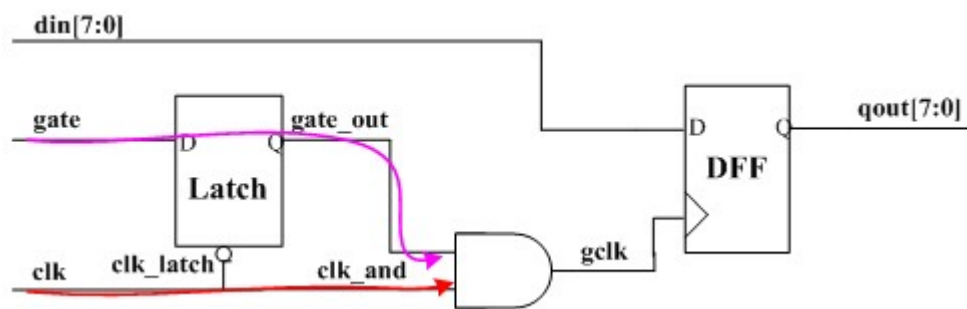 din[7:0]
gate
D
Q
gate_out
Latch
clk
clk_latch
clk_and
gclk
D
Q
DFF
qout[7:0]